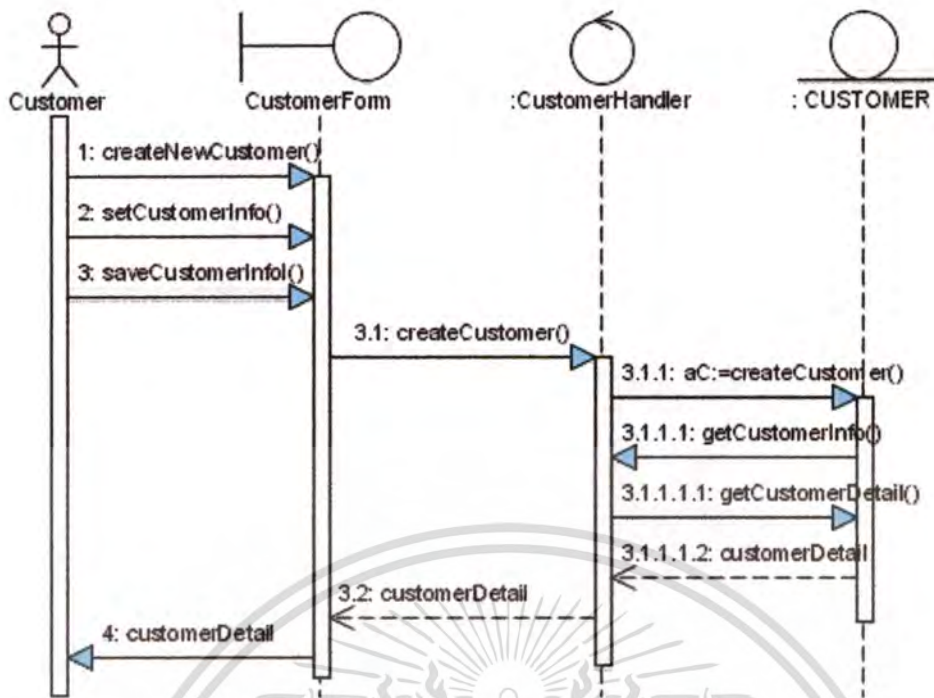 Customer
CustomerForm
:CustomerHandler
: CUSTOMER
1: createNewCustomer()
2: setCustomerInfo()
3: saveCustomerInfol()
3.1: createCustomer()
3.1.1: aC:=createCustomer()
3.1.1.1: getCustomerInfo()
3.1.1.1.1: getCustomerDetail()
3.1.1.1.2: customerDetail
3.2: customerDetail
4: customerDetail